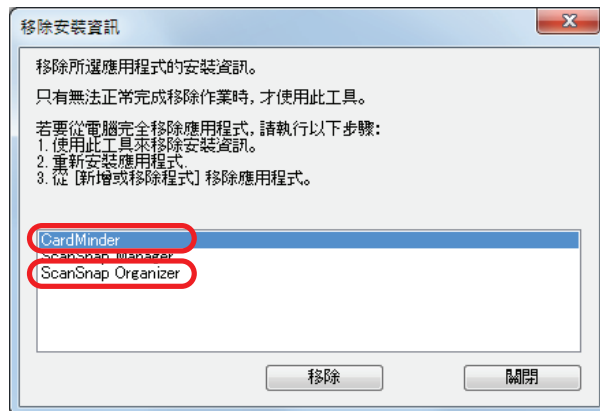 移除安裝資訊
移除所選應用程式的安裝資訊。
只有無法正常完成移除作業時, 才使用此工具。
若要從電腦完全移除應用程式, 請執行以下步驟:
1. 使用此工具來移除安裝資訊。
2. 重新安裝應用程式.
3. 從 [新增或移除程式] 移除應用程式。
CardMinder
ScanSnap Manager
ScanSnap Organizer
移除
關閉